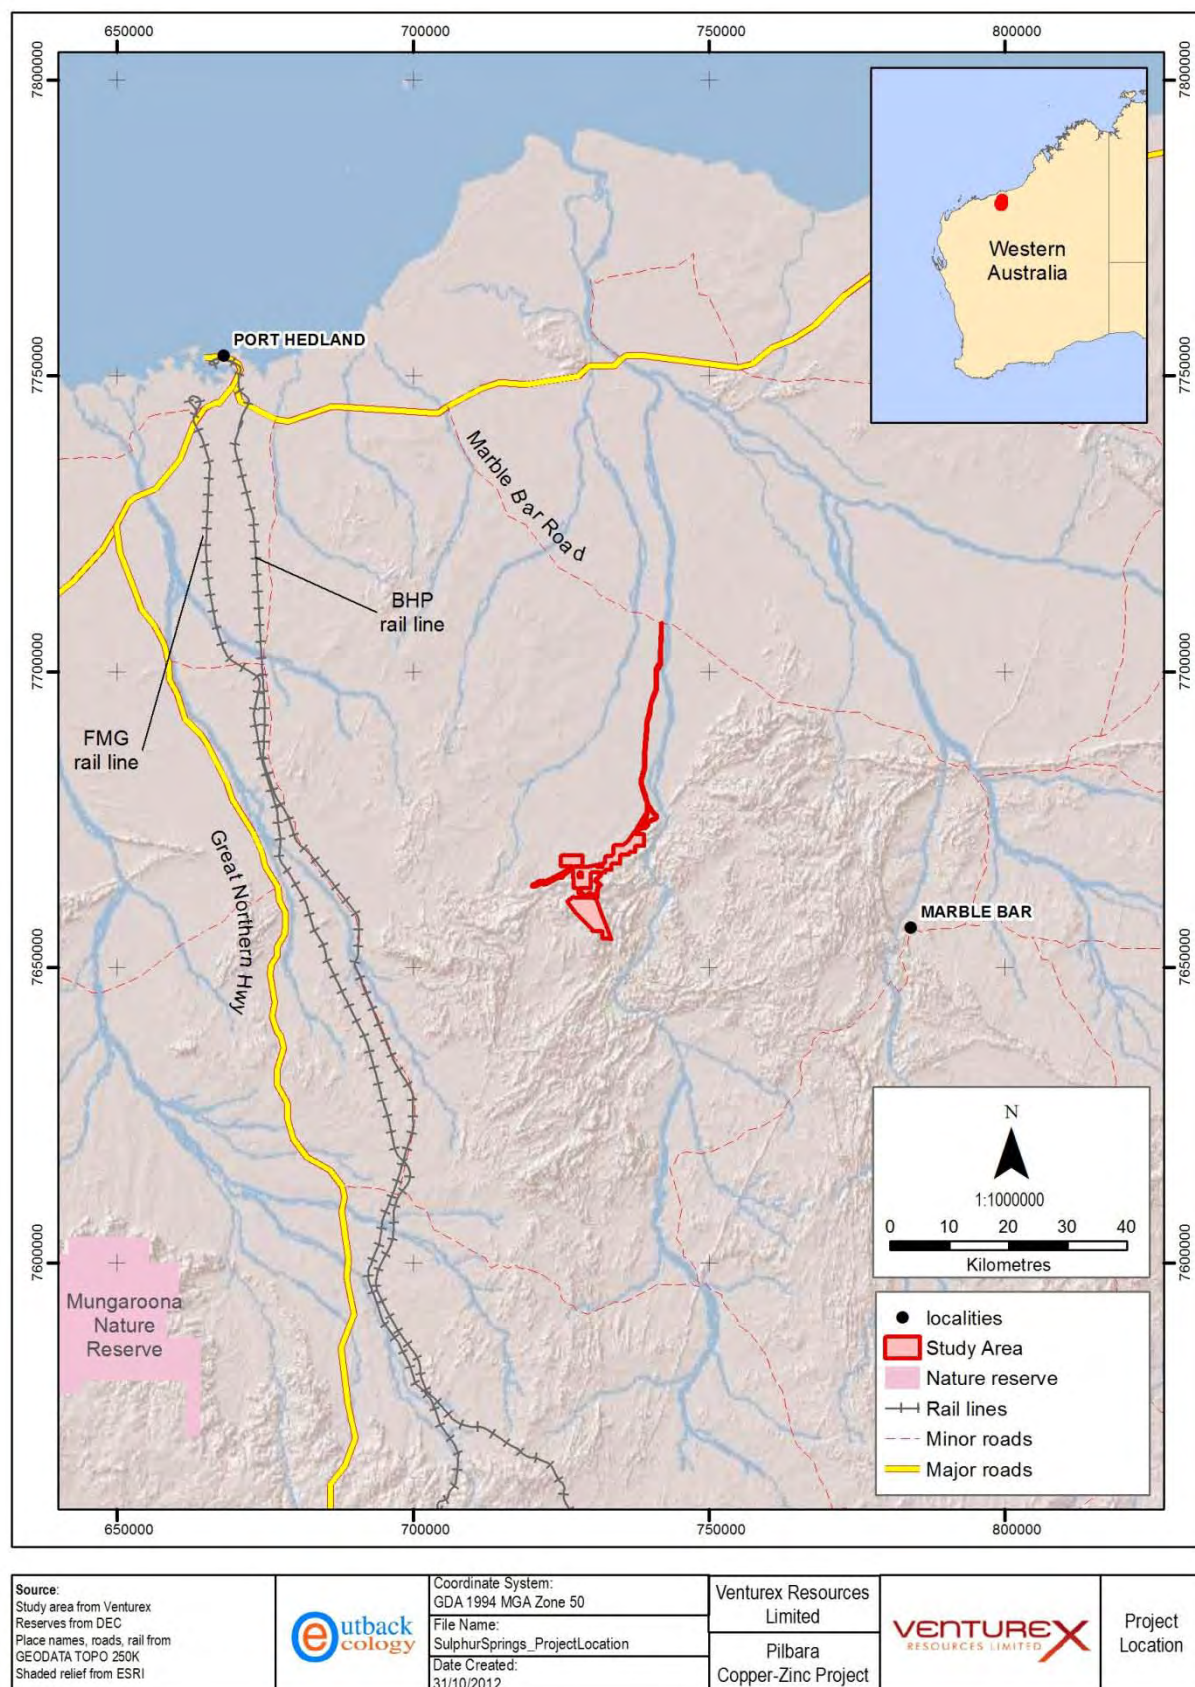 650000
700000
750000
800000
7800000
7800000
Western
Australia
PORT HEDLAND
7750000
7750000
Marble Bar Road
BHP
rail line
7700000
7700000
FMG
rail line
Great Northern Hwy
MARBLE BAR
7650000
7650000
N
1:1000000
0 10 20 30 40
Kilometres
7600000
7600000
Mungaroona
Nature
Reserve
localities
Study Area
Nature reserve
Rail lines
Minor roads
Major roads
650000
700000
750000
800000
Source:
Study area from Venturex
Reserves from DEC
Place names, roads, rail from
GEODATA TOPO 250K
Shaded relief from ESRI
Outback
ecology
Coordinate System:
GDA 1994 MGA Zone 50
File Name:
SulphurSprings_ProjectLocation
Date Created:
31/10/2012
Venturex Resources
Limited
Pilbara
Copper-Zinc Project
VENTUREX
RESOURCES LIMITED
Project
Location